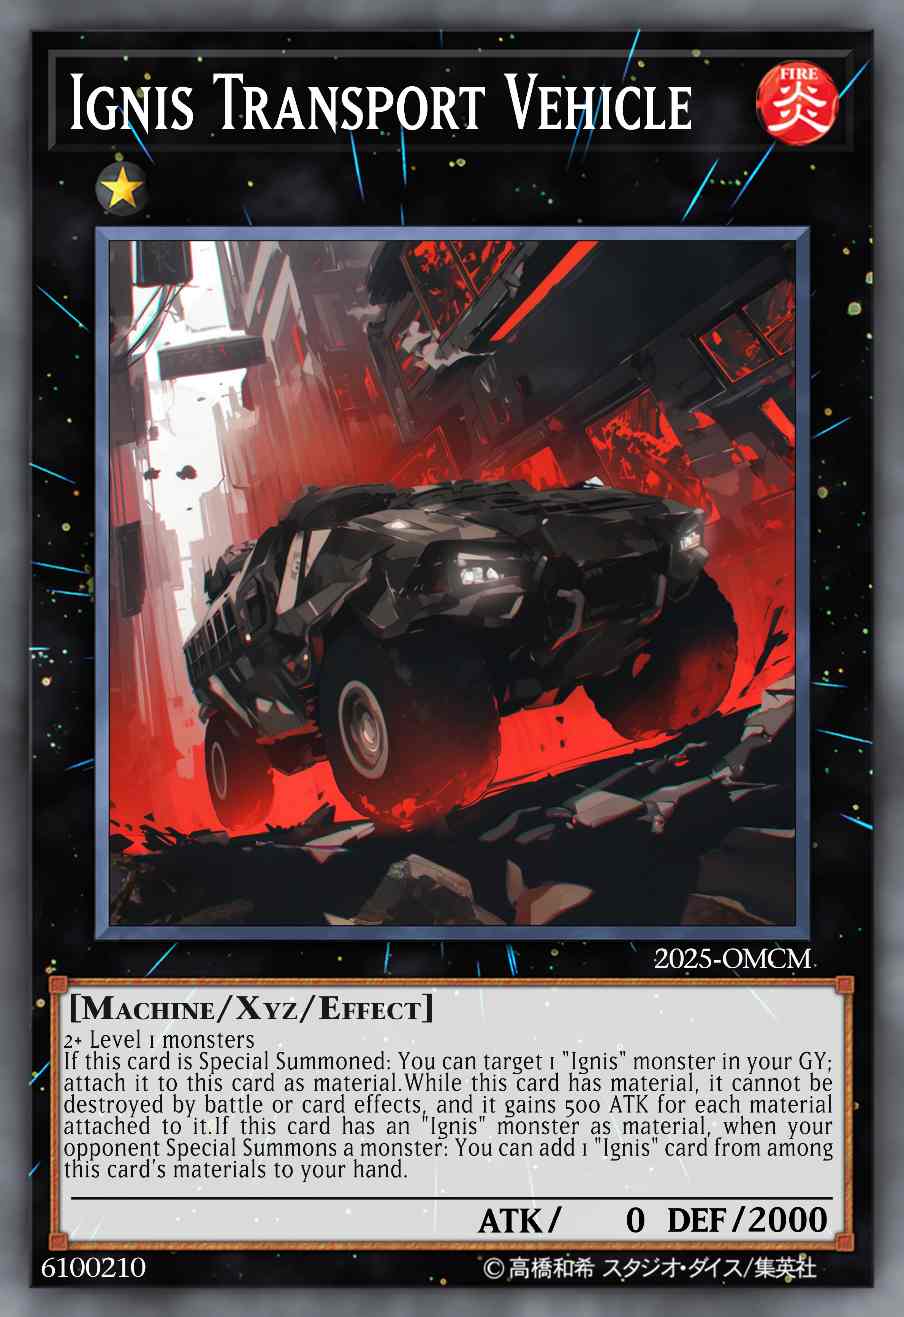 Ignis Transport Vehicle
FIRE
炎
2025-OMCM
[Machine/Xyz/Effect]
2+ Level 1 monsters
If this card is Special Summoned: You can target 1 "Ignis" monster in your GY;
attach it to this card as material.While this card has material, it cannot be
destroyed by battle or card effects, and it gains 500 ATK for each material
attached to it.If this card has an "Ignis" monster as material, when your
opponent Special Summons a monster: You can add 1 "Ignis" card from among
this card's materials to your hand.
ATK/ 0 DEF/2000
6100210
©高橋和希 スタジオ・ダイス/集英社